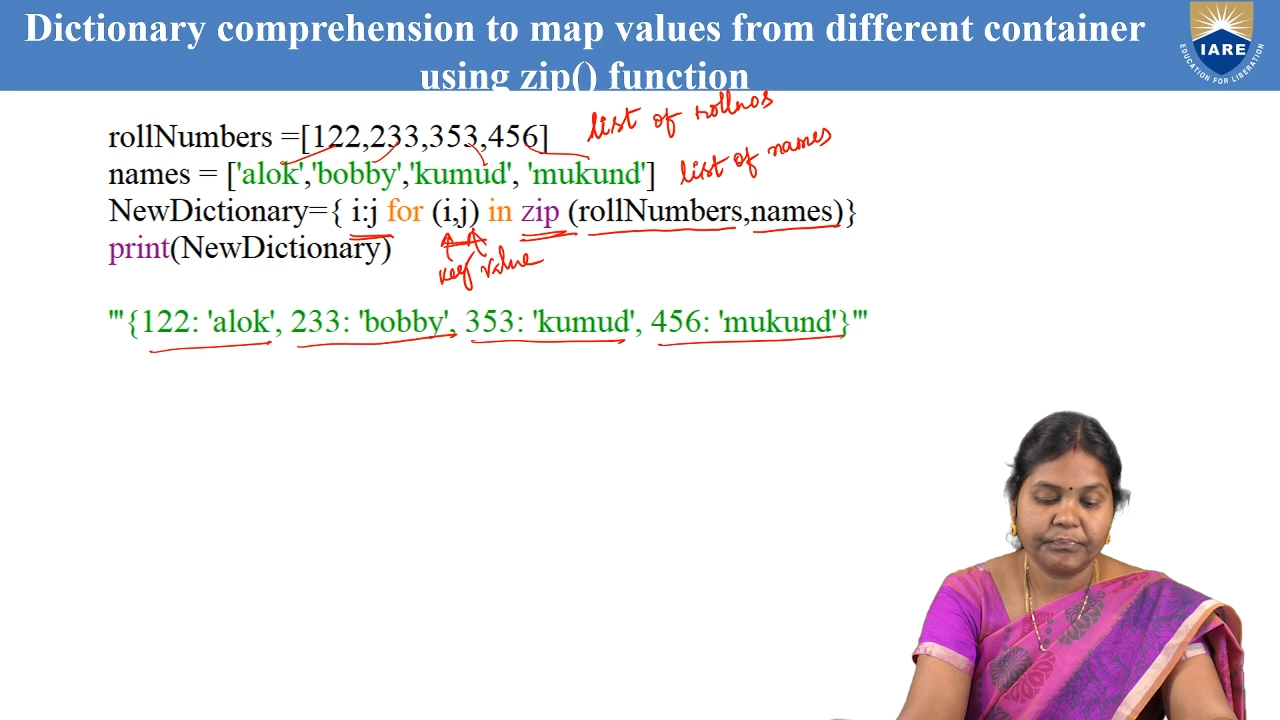 Dictionary comprehension to map values from different container
using zip() function
IARE
EDUCATION FOR LIBERATION
rollNumbers =[122,233,353,456]
list of rollnos
names = ['alok','bobby','kumud', 'mukund']
list of names
NewDictionary={ i:j for (i,j) in zip (rollNumbers,names)}
print(NewDictionary)
key value
'''{122: 'alok', 233: 'bobby', 353: 'kumud', 456: 'mukund'}'''